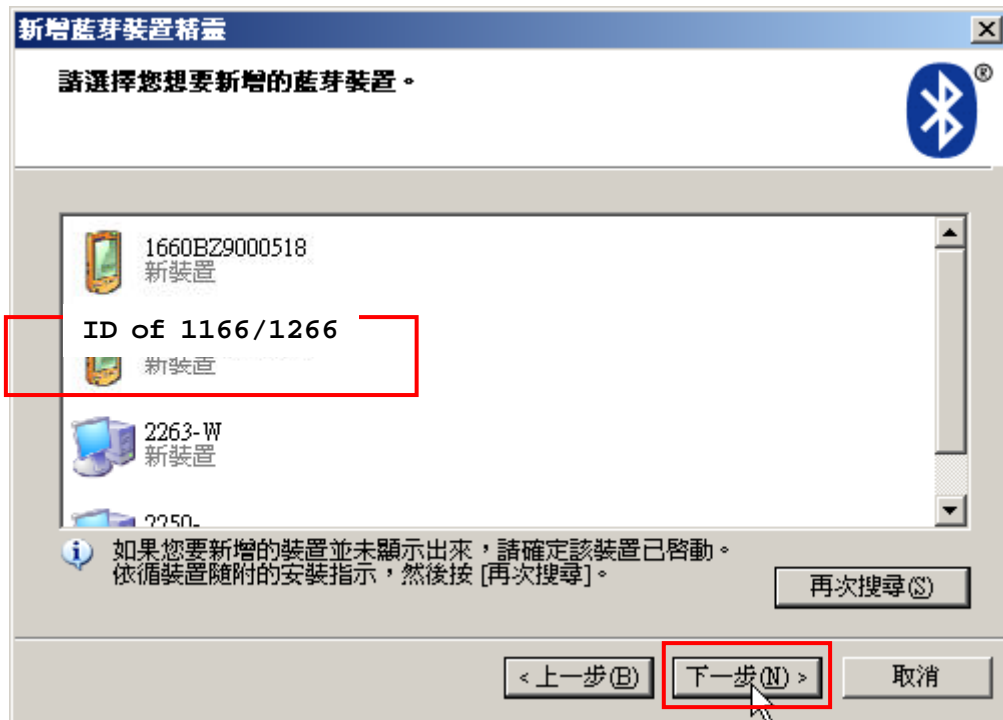 新增藍芽裝置精靈
請選擇您想要新增的藍芽裝置。
®
1660BZ9000518
新裝置
ID of 1166/1266
新裝置
2263-W
新裝置
2250-
如果您要新增的裝置並未顯示出來，請確定該裝置已啟動。
依循裝置隨附的安裝指示，然後按 [再次搜尋]。
再次搜尋(S)
< 上一步(B)
下一步(N) >
取消